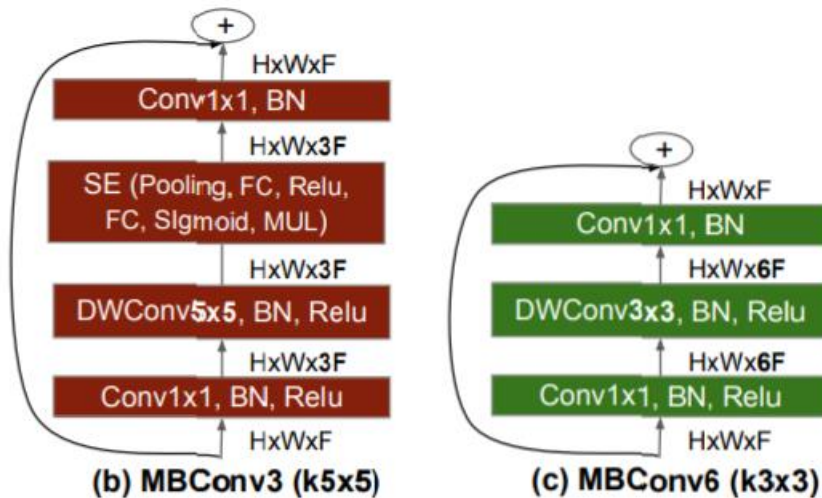 +
HxWxF
Conv1x1, BN
HxWx3F
SE (Pooling, FC, Relu,
FC, SIgmoid, MUL)
HxWx3F
DWConv5x5, BN, Relu
HxWx3F
Conv1x1, BN, Relu
HxWxF
(b) MBConv3 (k5x5)
+
HxWxF
Conv1x1, BN
HxWx6F
DWConv3x3, BN, Relu
HxWx6F
Conv1x1, BN, Relu
HxWxF
(c) MBConv6 (k3x3)